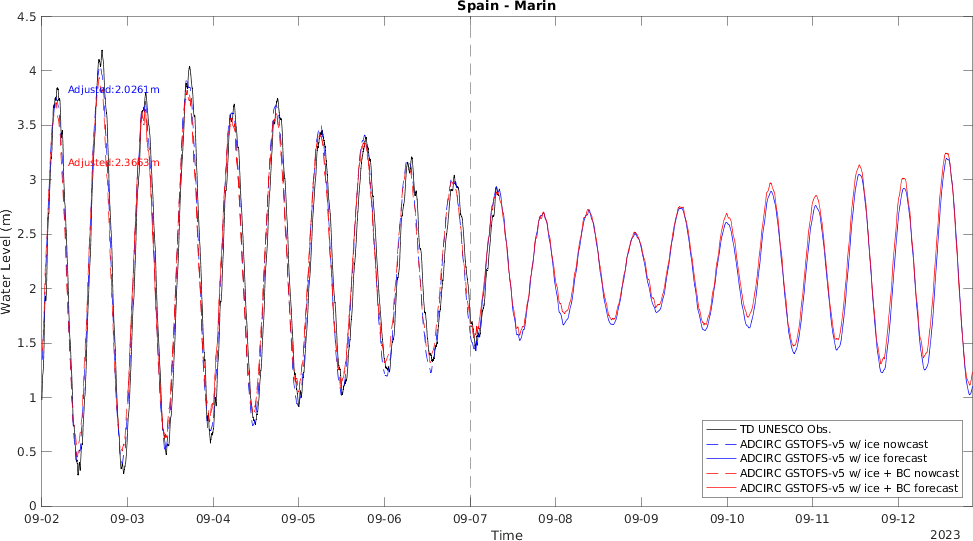 Spain - Marin
4.5
4
3.5
3
2.5
2
1.5
1
0.5
0
Water Level (m)
Adjusted:2.0261m
Adjusted:2.3663m
TD UNESCO Obs.
ADCIRC GSTOFS-v5 w/ ice nowcast
ADCIRC GSTOFS-v5 w/ ice forecast
ADCIRC GSTOFS-v5 w/ ice + BC nowcast
ADCIRC GSTOFS-v5 w/ ice + BC forecast
09-02 09-03 09-04 09-05 09-06 09-07 09-08 09-09 09-10 09-11 09-12
Time
2023